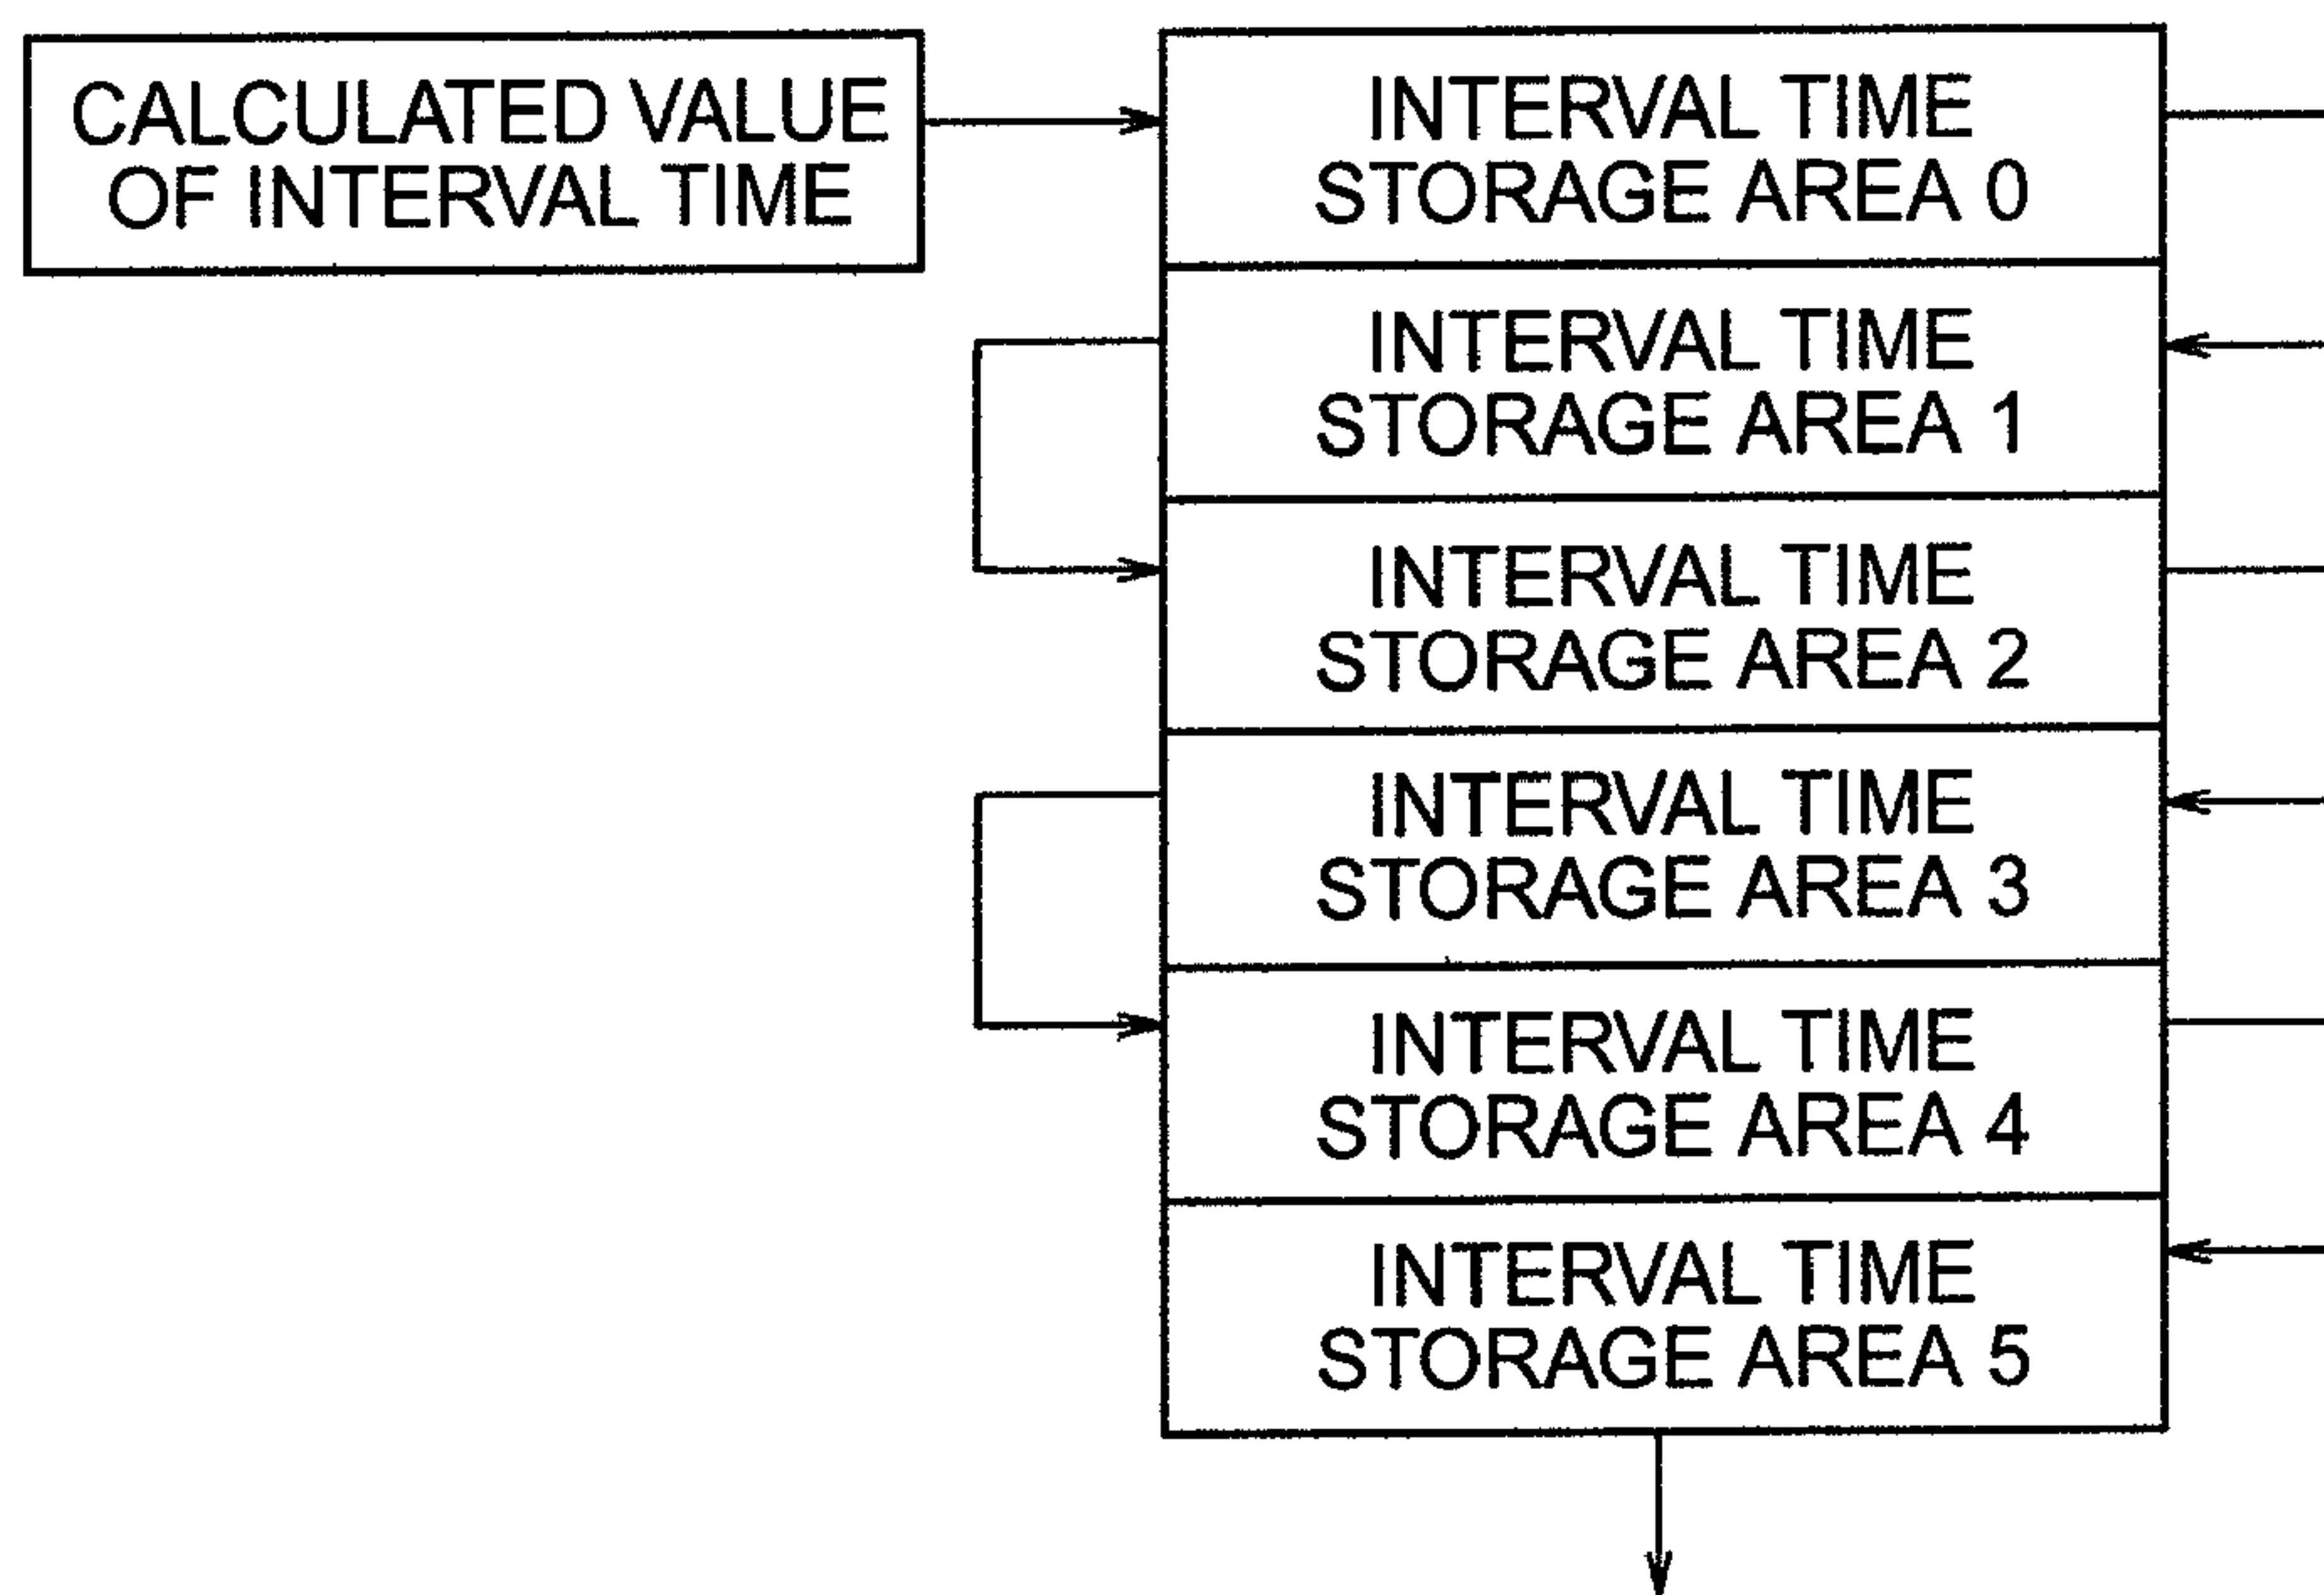 CALCULATED VALUE
OF INTERVAL TIME
INTERVAL TIME
STORAGE AREA 0
INTERVAL TIME
STORAGE AREA 1
INTERVAL TIME
STORAGE AREA 2
INTERVAL TIME
STORAGE AREA 3
INTERVAL TIME
STORAGE AREA 4
INTERVAL TIME
STORAGE AREA 5